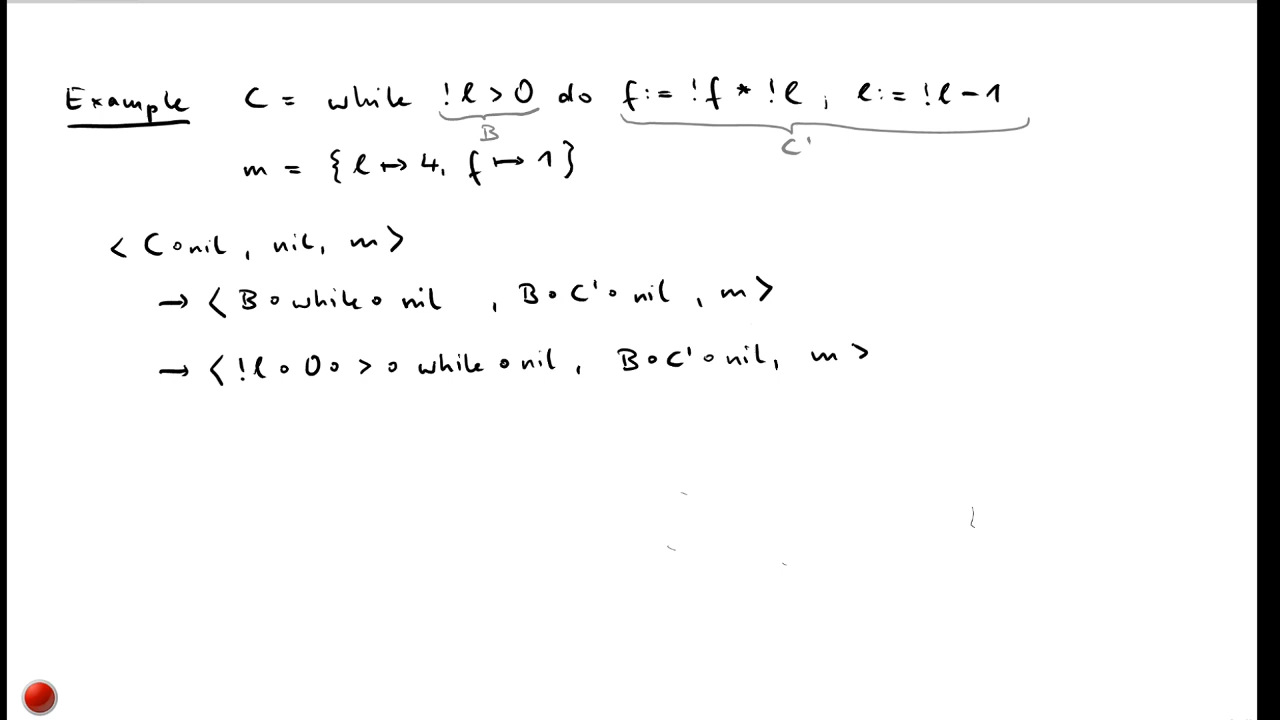 Example C = while !l > 0 do f := !f * !l ; l := !l - 1
B C'
m = {l ↦ 4, f ↦ 1}
< C ∘ nil , nil, m >
→ < B ∘ while ∘ nil , B ∘ C' ∘ nil , m >
→ < !l ∘ 0 ∘ > ∘ while ∘ nil , B ∘ C' ∘ nil, m >